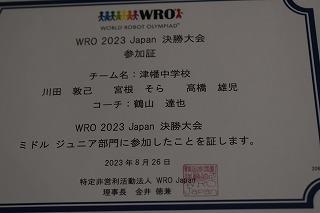 WRO
WORLD ROBOT OLYMPIAD
WRO 2023 Japan 決勝大会
参加証
チーム名：津幡中学校
川田 敦己 宮根 そら 高橋 雄児
コーチ：鶴山 達也
WRO 2023 Japan 決勝大会
ミドル ジュニア部門に参加したことを証します。
2023年8月26日
特定非営利活動法人 WRO Japan
理事長 金井 徳兼